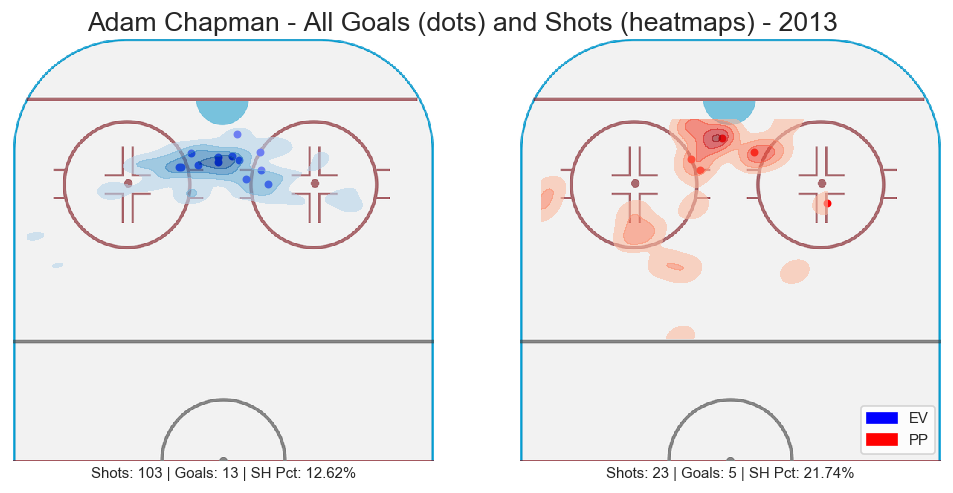 Adam Chapman - All Goals (dots) and Shots (heatmaps) - 2013
EV
PP
Shots: 103 | Goals: 13 | SH Pct: 12.62%
Shots: 23 | Goals: 5 | SH Pct: 21.74%